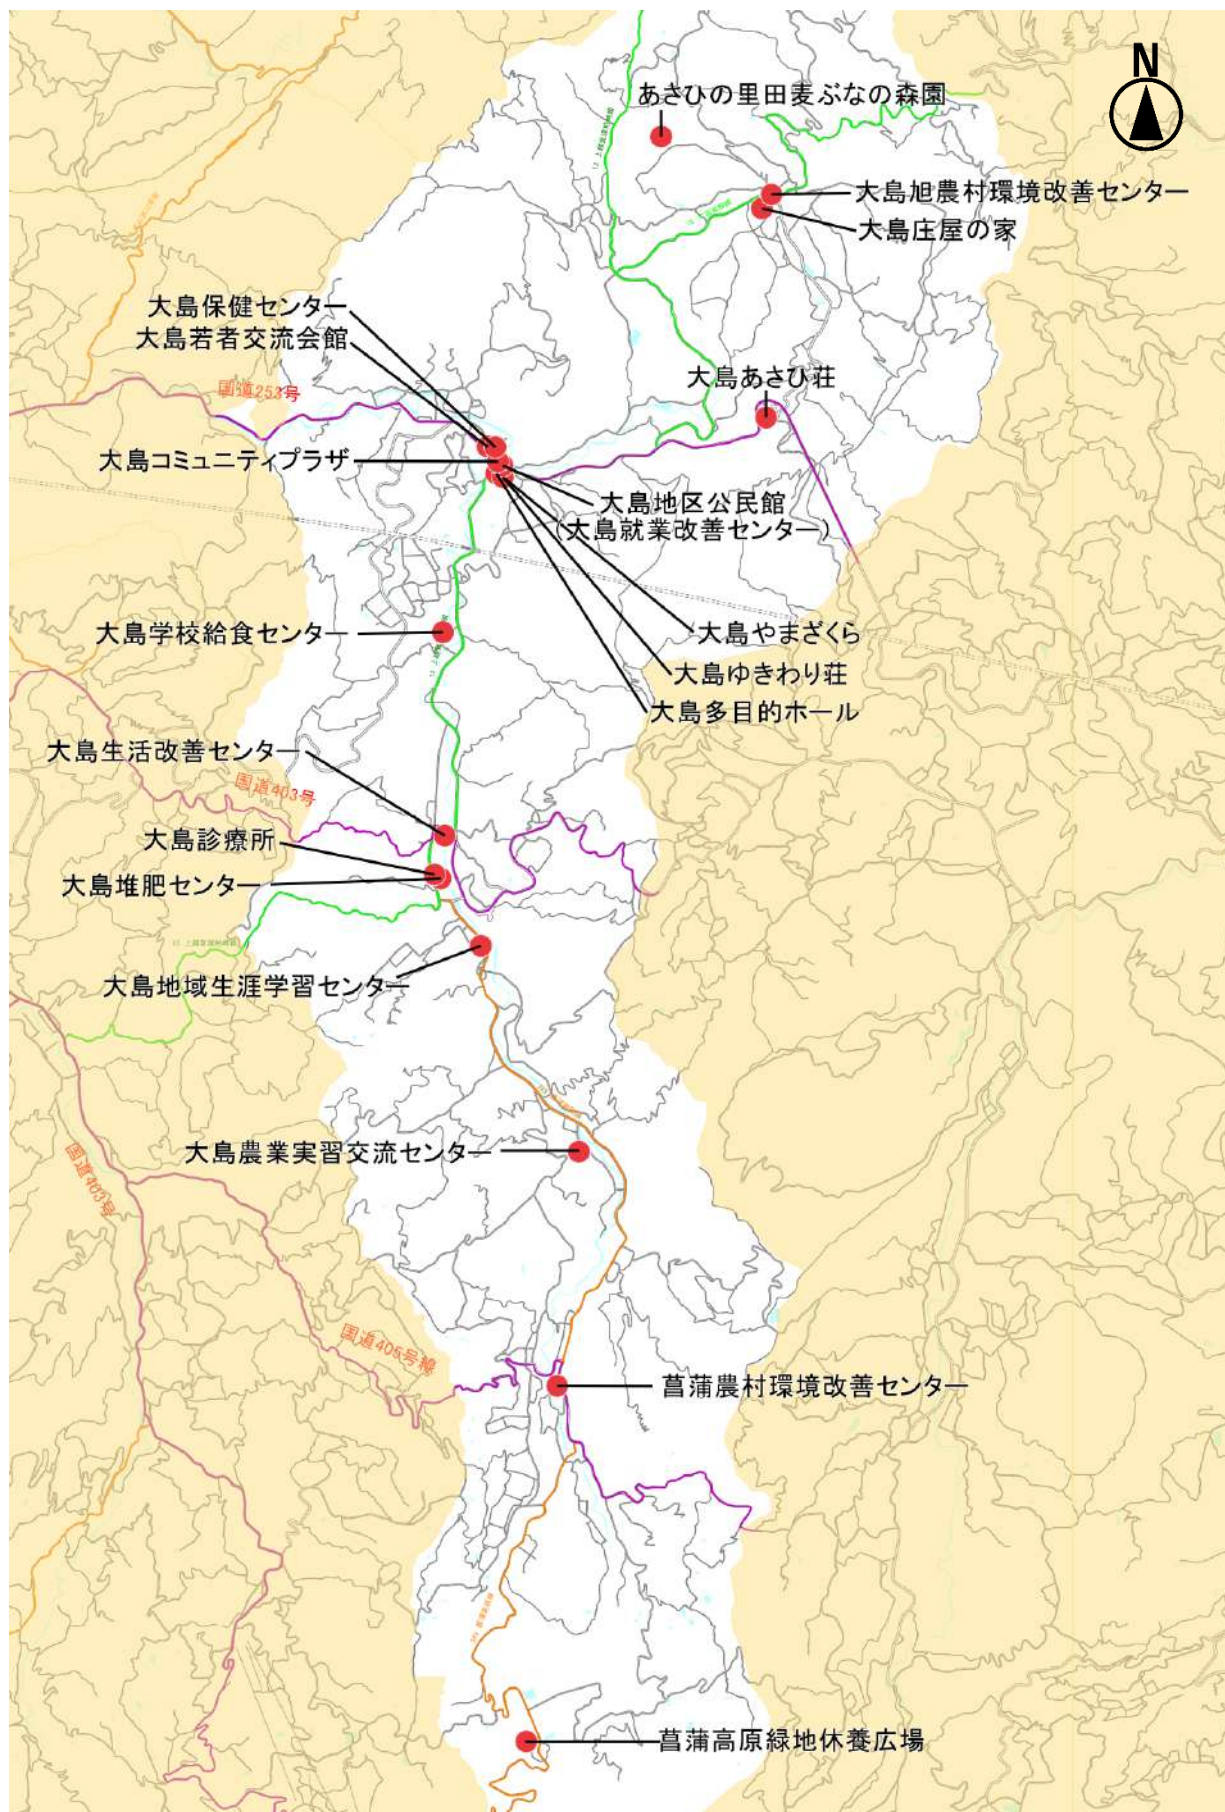 N
あさひの里田麦ぶなの森園
大島旭農村環境改善センター
大島庄屋の家
大島保健センター
大島若者交流会館
大島あさひ荘
国道253号
大島コミュニティプラザ
大島地区公民館
(大島就業改善センター)
大島学校給食センター
大島やまざくら
大島ゆきわり荘
大島多目的ホール
大島生活改善センター
国道403号
大島診療所
大島堆肥センター
大島地域生涯学習センター
大島農業実習交流センター
国道403号
国道405号線
菖蒲農村環境改善センター
菖蒲高原緑地休養広場